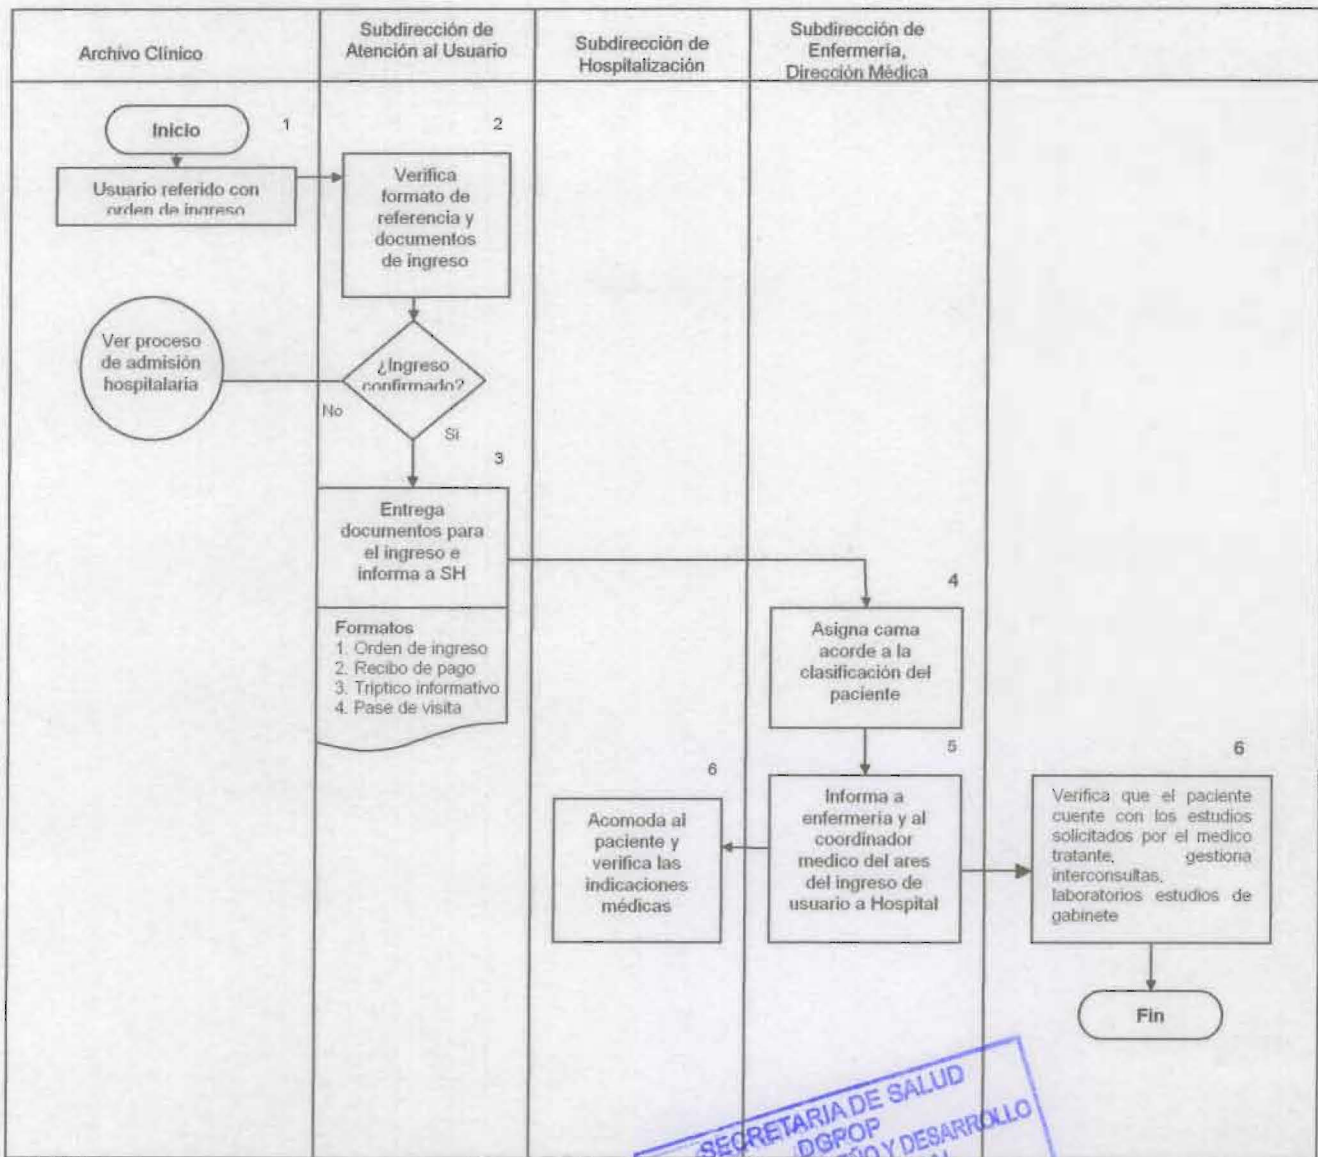 Archivo Clínico
Subdirección de
Atención al Usuario
Subdirección de
Hospitalización
Subdirección de
Enfermería,
Dirección Médica
Inicio
1
Usuario referido con
orden de ingreso
2
Verifica
formato de
referencia y
documentos
de ingreso
Ver proceso
de admisión
hospitalaria
¿Ingreso
confirmado?
No
Si
3
Entrega
documentos para
el ingreso e
informa a SH
Formatos
1. Orden de ingreso
2. Recibo de pago
3. Triptico informativo
4. Pase de visita
4
Asigna cama
acorde a la
clasificación del
paciente
5
Informa a
enfermería y al
coordinador
medico del ares
del ingreso de
usuario a Hospital
6
Acomoda al
paciente y
verifica las
indicaciones
médicas
6
Verifica que el paciente
cuente con los estudios
solicitados por el medico
tratante, gestiona
interconsultas,
laboratorios estudios de
gabinete
Fin
SECRETARIA DE SALUD
DGPOP
Y DESARROLLO